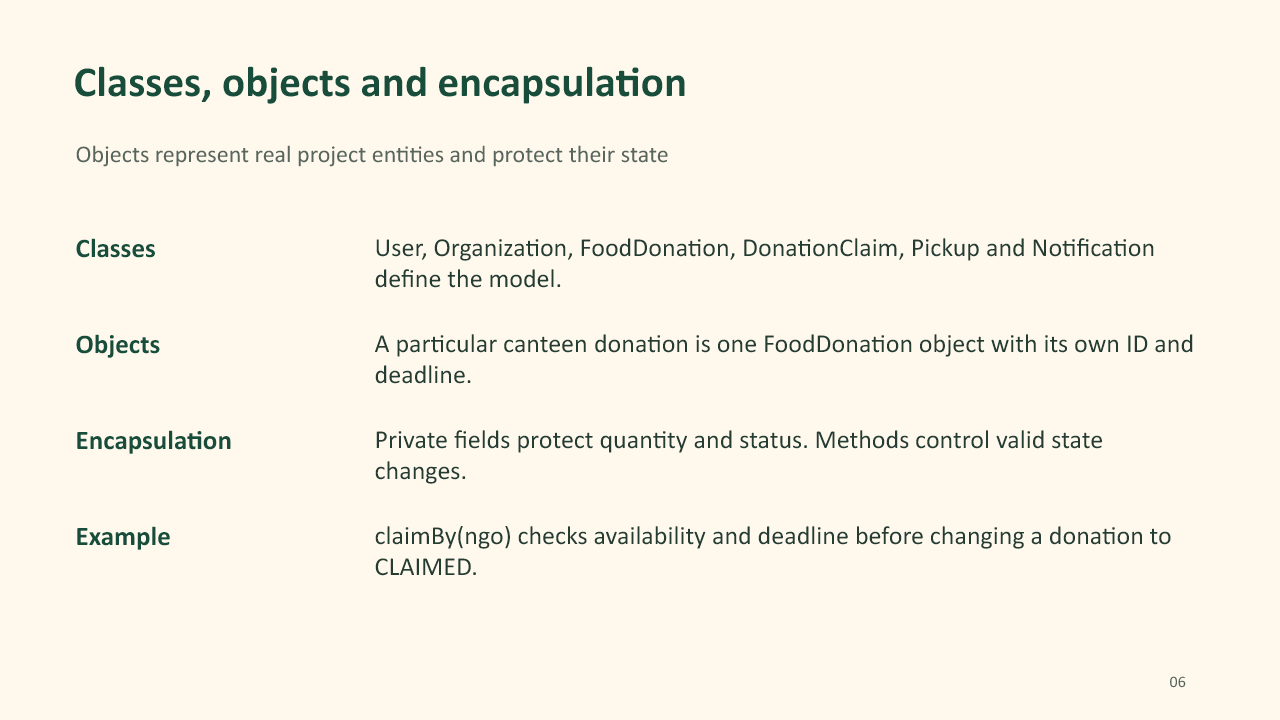 Classes, objects and encapsulation
Objects represent real project entities and protect their state
Classes
User, Organization, FoodDonation, DonationClaim, Pickup and Notification
define the model.
Objects
A particular canteen donation is one FoodDonation object with its own ID and
deadline.
Encapsulation
Private fields protect quantity and status. Methods control valid state
changes.
Example
claimBy(ngo) checks availability and deadline before changing a donation to
CLAIMED.
06